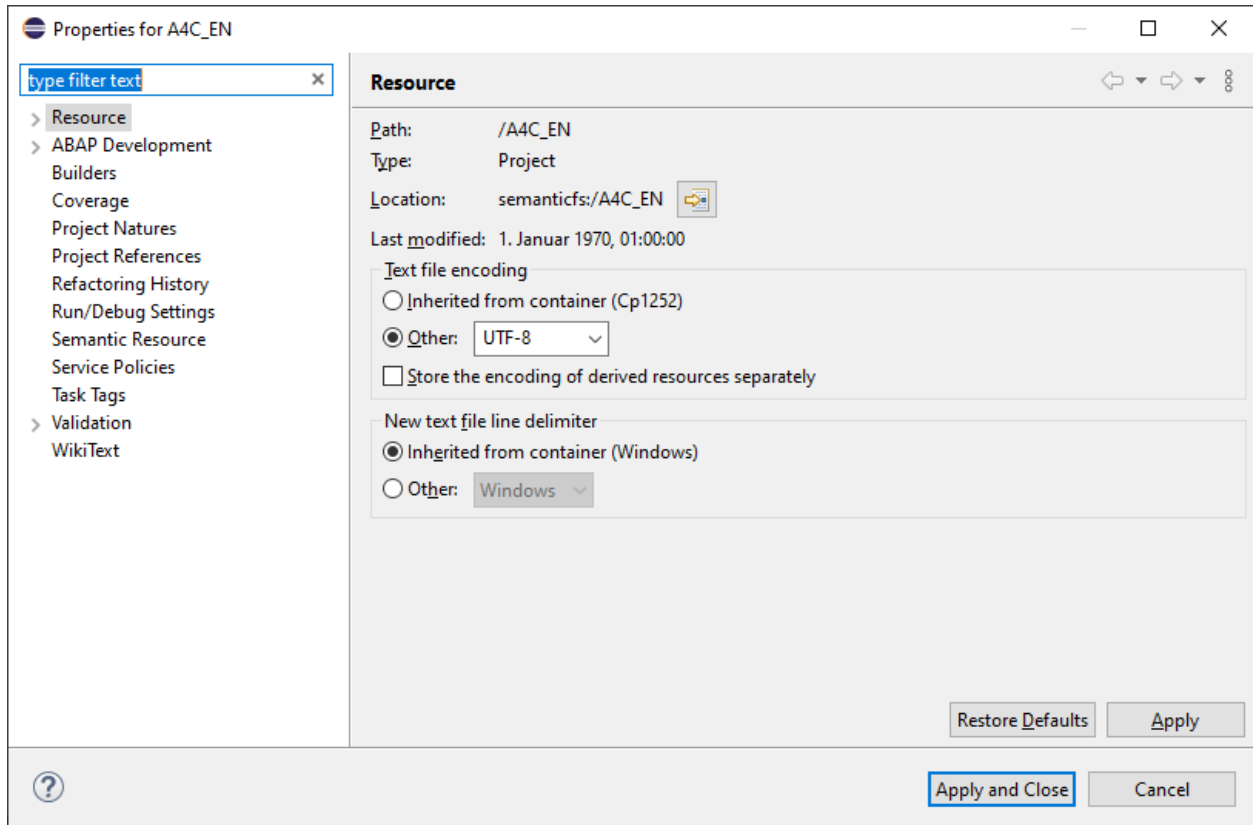 Properties for A4C_EN
type filter text
Resource
ABAP Development
Builders
Coverage
Project Natures
Project References
Refactoring History
Run/Debug Settings
Semantic Resource
Service Policies
Task Tags
Validation
WikiText
Resource
Path: /A4C_EN
Type: Project
Location: semanticfs:/A4C_EN
Last modified: 1. Januar 1970, 01:00:00
Text file encoding
Inherited from container (Cp1252)
Other: UTF-8
Store the encoding of derived resources separately
New text file line delimiter
Inherited from container (Windows)
Other: Windows
Restore Defaults Apply
? Apply and Close Cancel